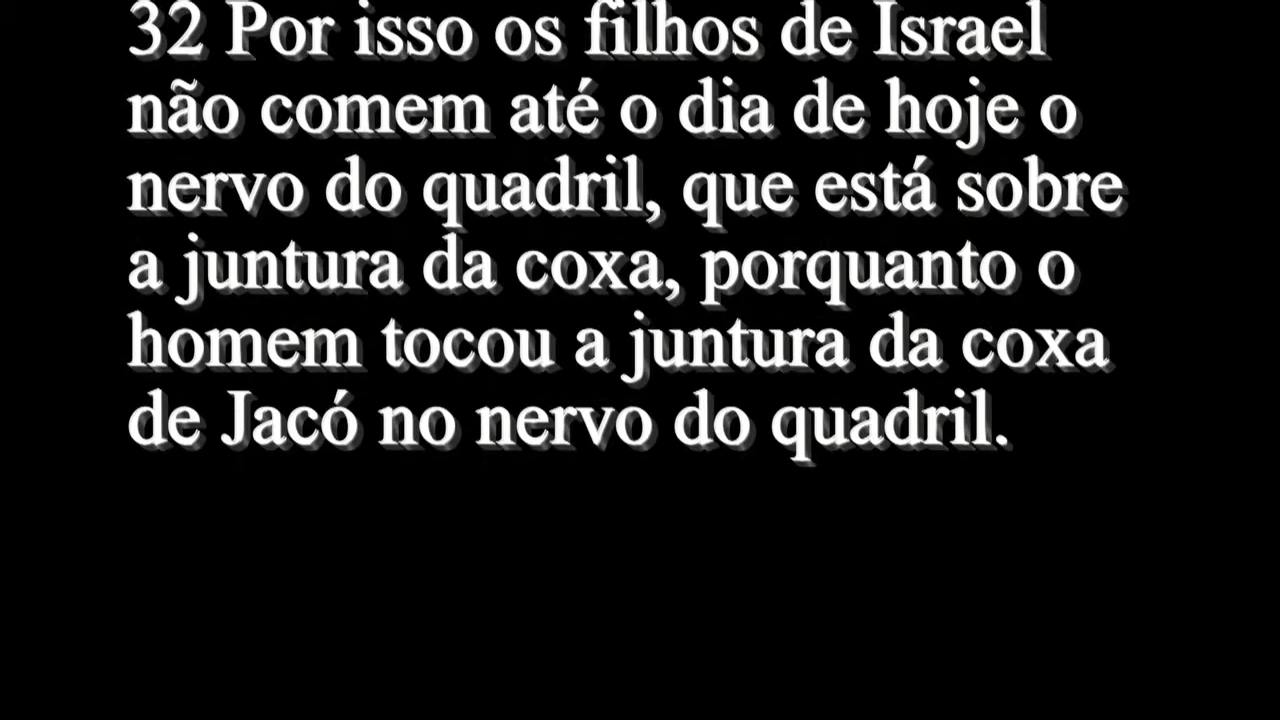 32 Por isso os filhos de Israel
não comem até o dia de hoje o
nervo do quadril, que está sobre
a juntura da coxa, porquanto o
homem tocou a juntura da coxa
de Jacó no nervo do quadril.